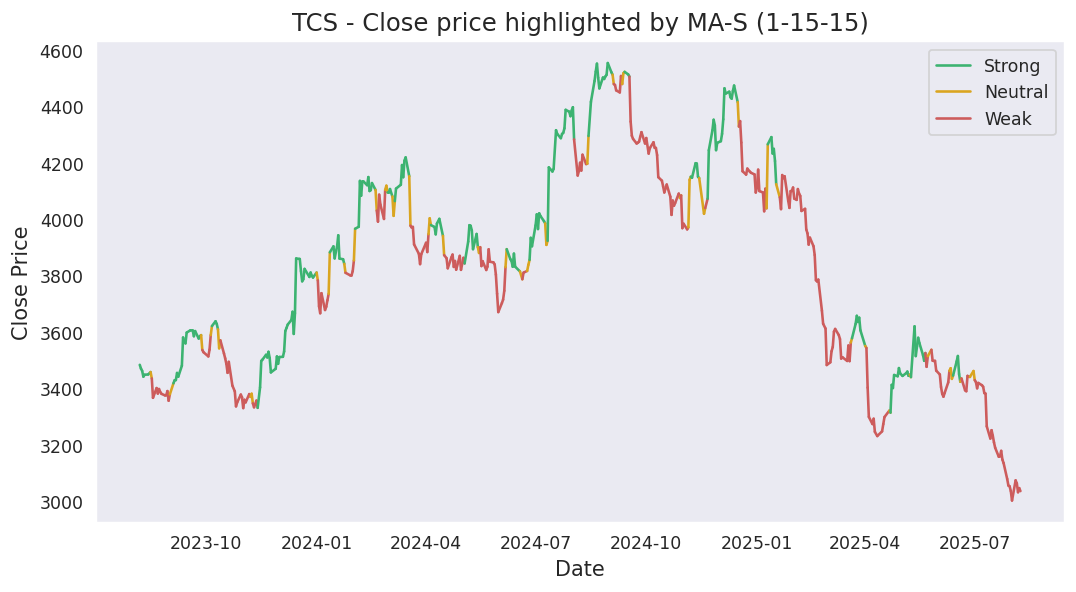 TCS - Close price highlighted by MA-S (1-15-15)
Strong
Neutral
Weak
Close Price
4600
4400
4200
4000
3800
3600
3400
3200
3000
2023-10
2024-01
2024-04
2024-07
2024-10
2025-01
2025-04
2025-07
Date